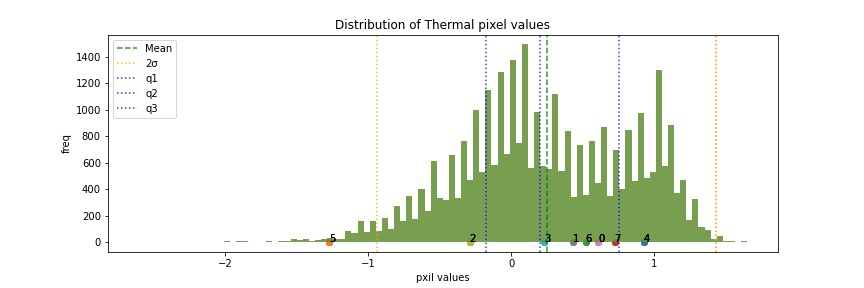 Distribution of Thermal pixel values
Mean
2σ
q1
q2
q3
freq
1400
1200
1000
800
600
400
200
0
5 2 3 1 6 0 7 4
−2 −1 0 1
pxil values